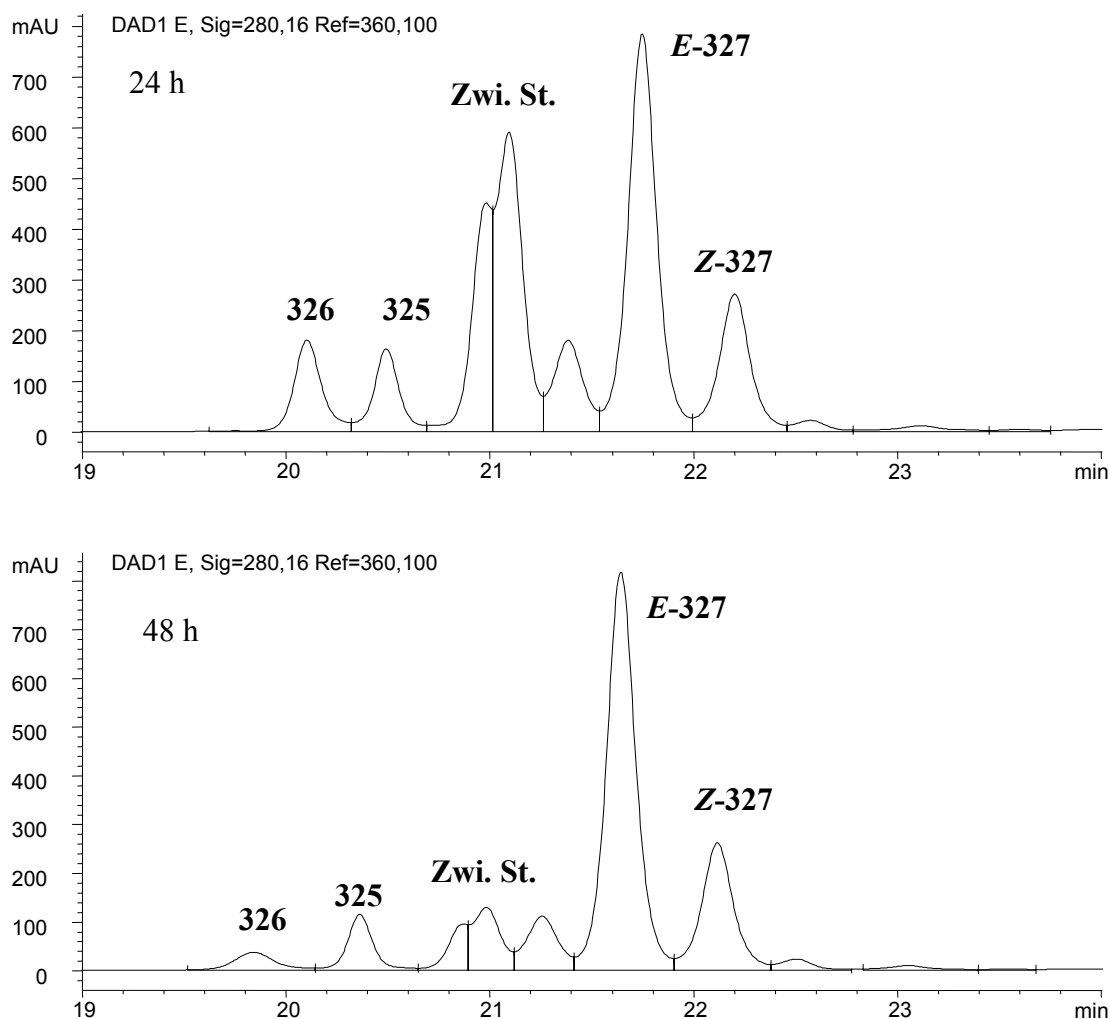 mAU
DAD1 E, Sig=280,16 Ref=360,100
24 h
E-327
Zwi. St.
Z-327
326
325
700
600
500
400
300
200
100
0
19
20
21
22
23
min
mAU
DAD1 E, Sig=280,16 Ref=360,100
48 h
E-327
Z-327
Zwi. St.
325
326
700
600
500
400
300
200
100
0
19
20
21
22
23
min